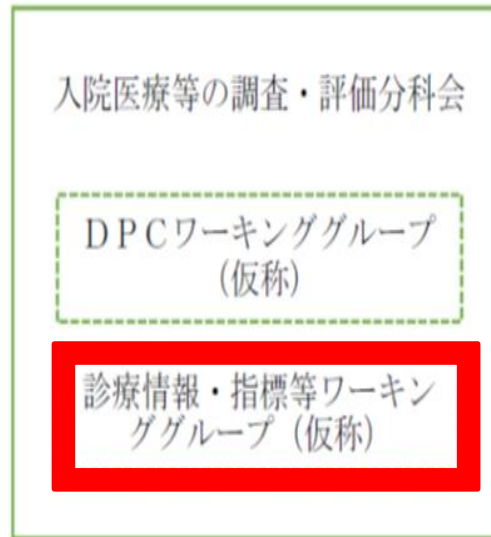 入院医療等の調査・評価分科会
ＤＰＣワーキンググループ
（仮称）
診療情報・指標等ワーキン
ググループ（仮称）